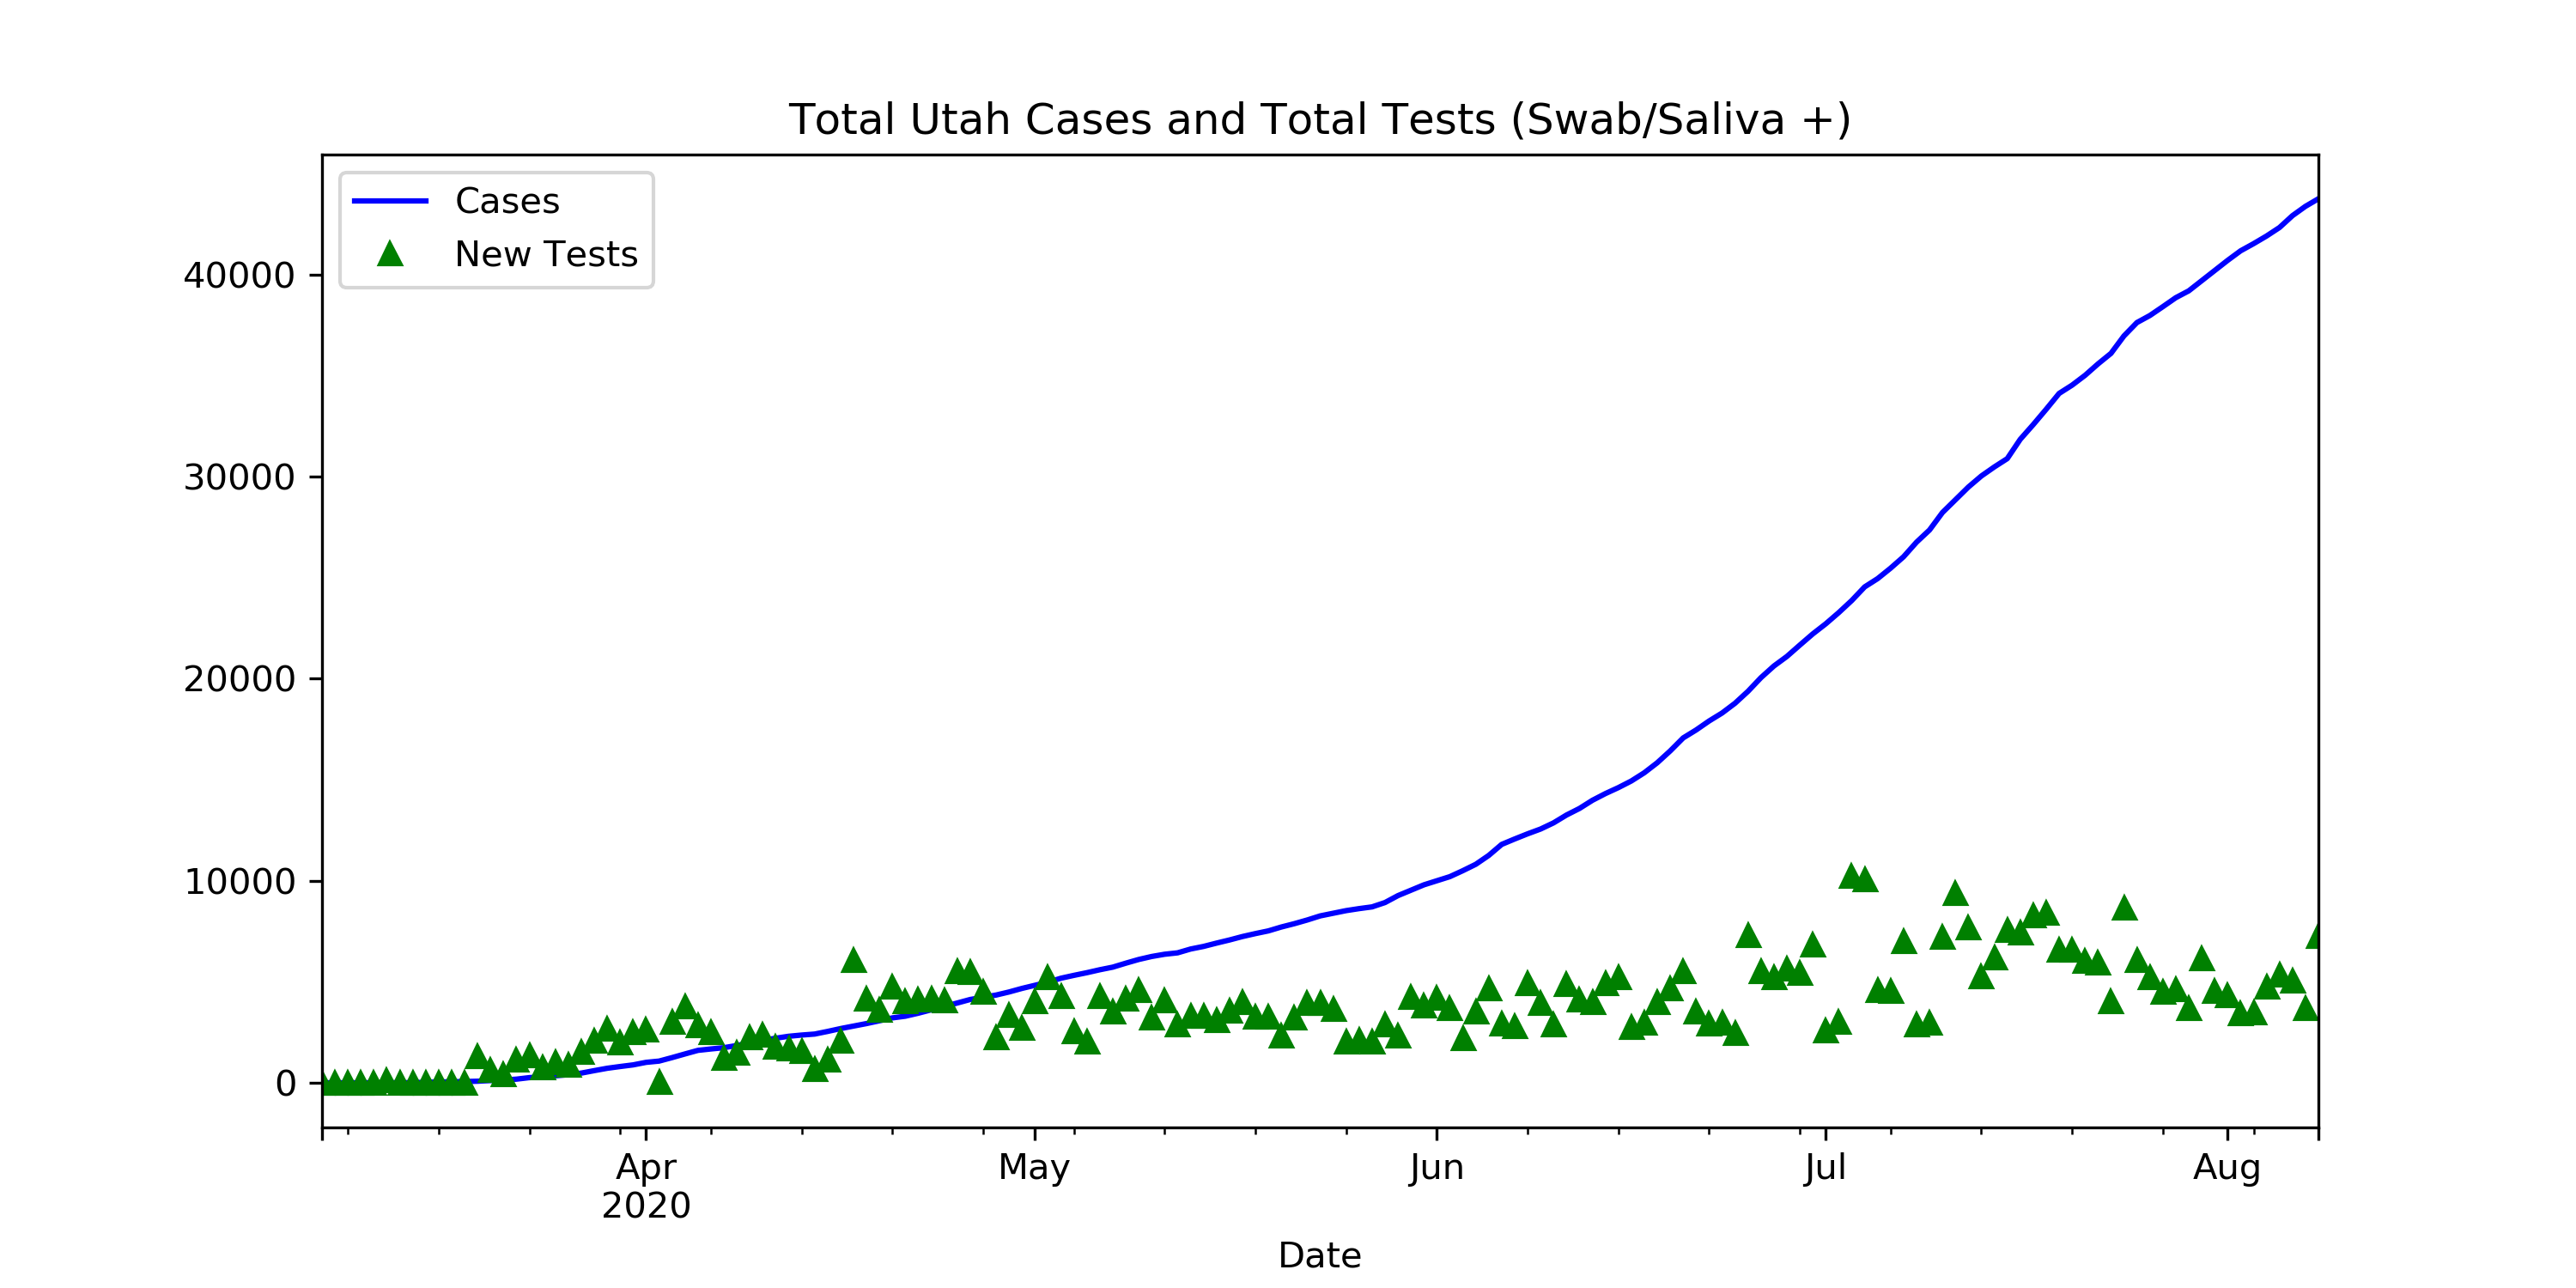 Total Utah Cases and Total Tests (Swab/Saliva +)
Cases
New Tests
40000
30000
20000
10000
0
Apr
2020
May
Jun
Jul
Aug
Date